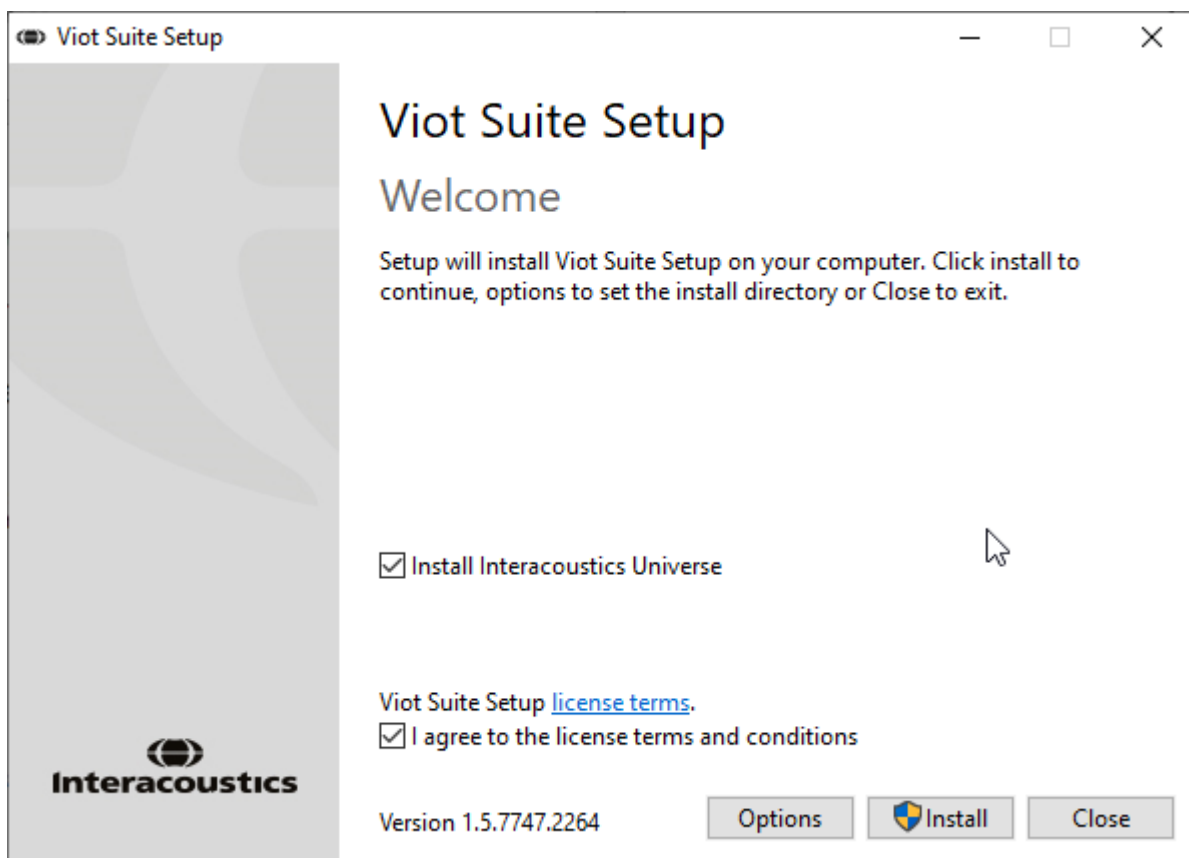 Viot Suite Setup
Viot Suite Setup
Welcome
Setup will install Viot Suite Setup on your computer. Click install to
continue, options to set the install directory or Close to exit.
Install Interacoustics Universe
Viot Suite Setup license terms.
I agree to the license terms and conditions
Interacoustics
Version 1.5.7747.2264
Options
Install
Close